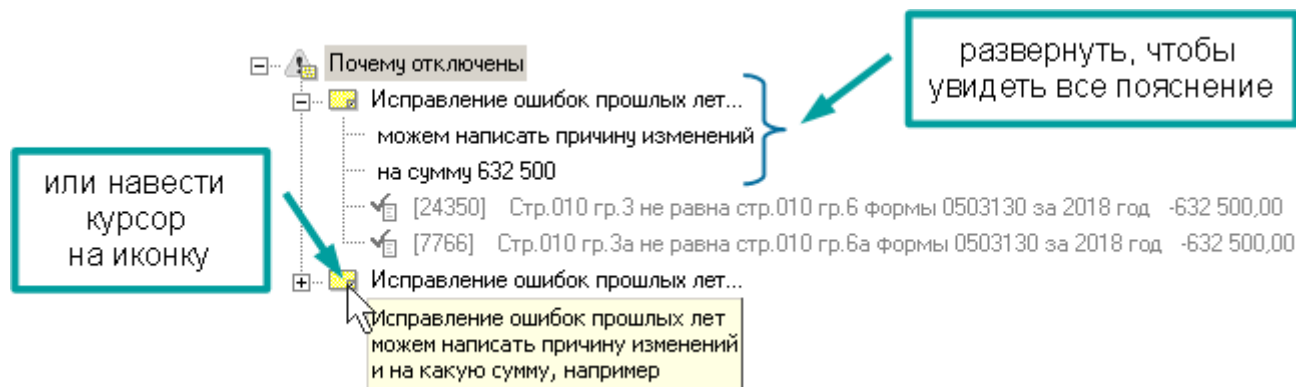 Почему отключены
Исправление ошибок прошлых лет...
можем написать причину изменений
на сумму 632 500
[24350] Стр.010 гр.3 не равна стр.010 гр.6 формы 0503130 за 2018 год -632 500,00
[7766] Стр.010 гр.3а не равна стр.010 гр.6а формы 0503130 за 2018 год -632 500,00
Исправление ошибок прошлых лет...
Исправление ошибок прошлых лет
можем написать причину изменений
и на какую сумму, например
развернуть, чтобы
увидеть все пояснение
или навести
курсор
на иконку